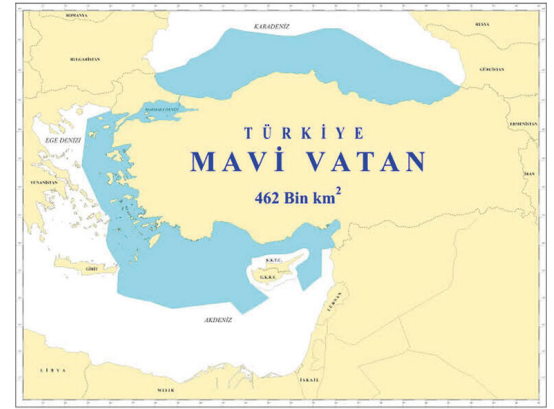 ROMANYA
KARADENİZ
RUSYA
BULGARİSTAN
GÜRCİSTAN
MARMARA DENİZİ
ERMENİSTAN
EGE DENİZİ
TÜRKİYE
MAVİ VATAN
İRAN
YUNANİSTAN
462 Bin km²
K.K.T.C.
GİRİT
G.K.R.Y.
LÜBNAN
AKDENİZ
LİBYA
İSRAİL
MISIR